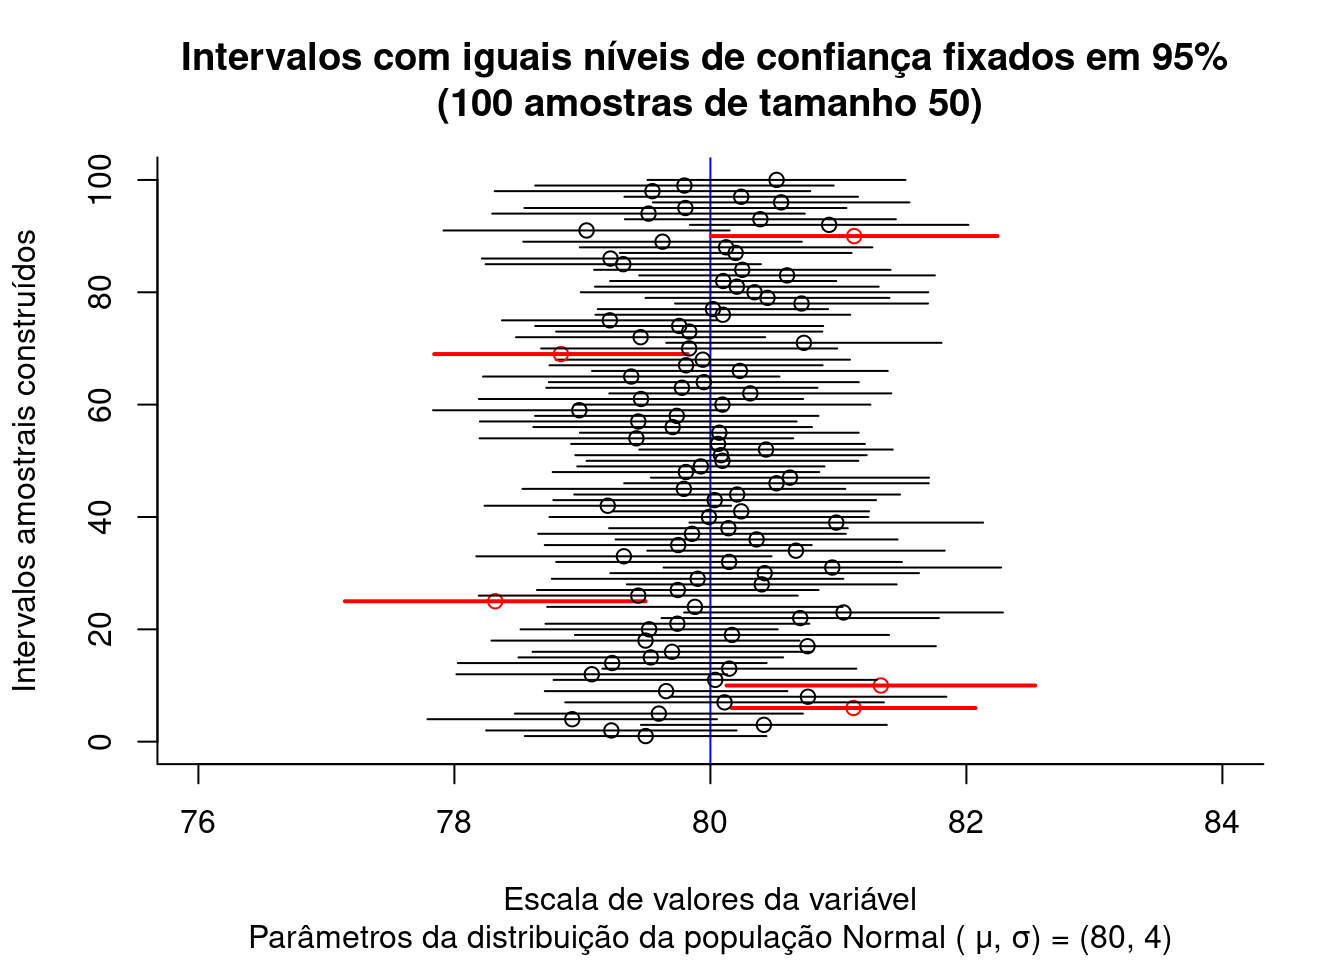 Intervalos com iguais níveis de confiança fixados em 95%
(100 amostras de tamanho 50)
Intervalos amostrais construídos
100
80
60
40
20
0
76 78 80 82 84
Escala de valores da variável
Parâmetros da distribuição da população Normal ( μ, σ) = (80, 4)